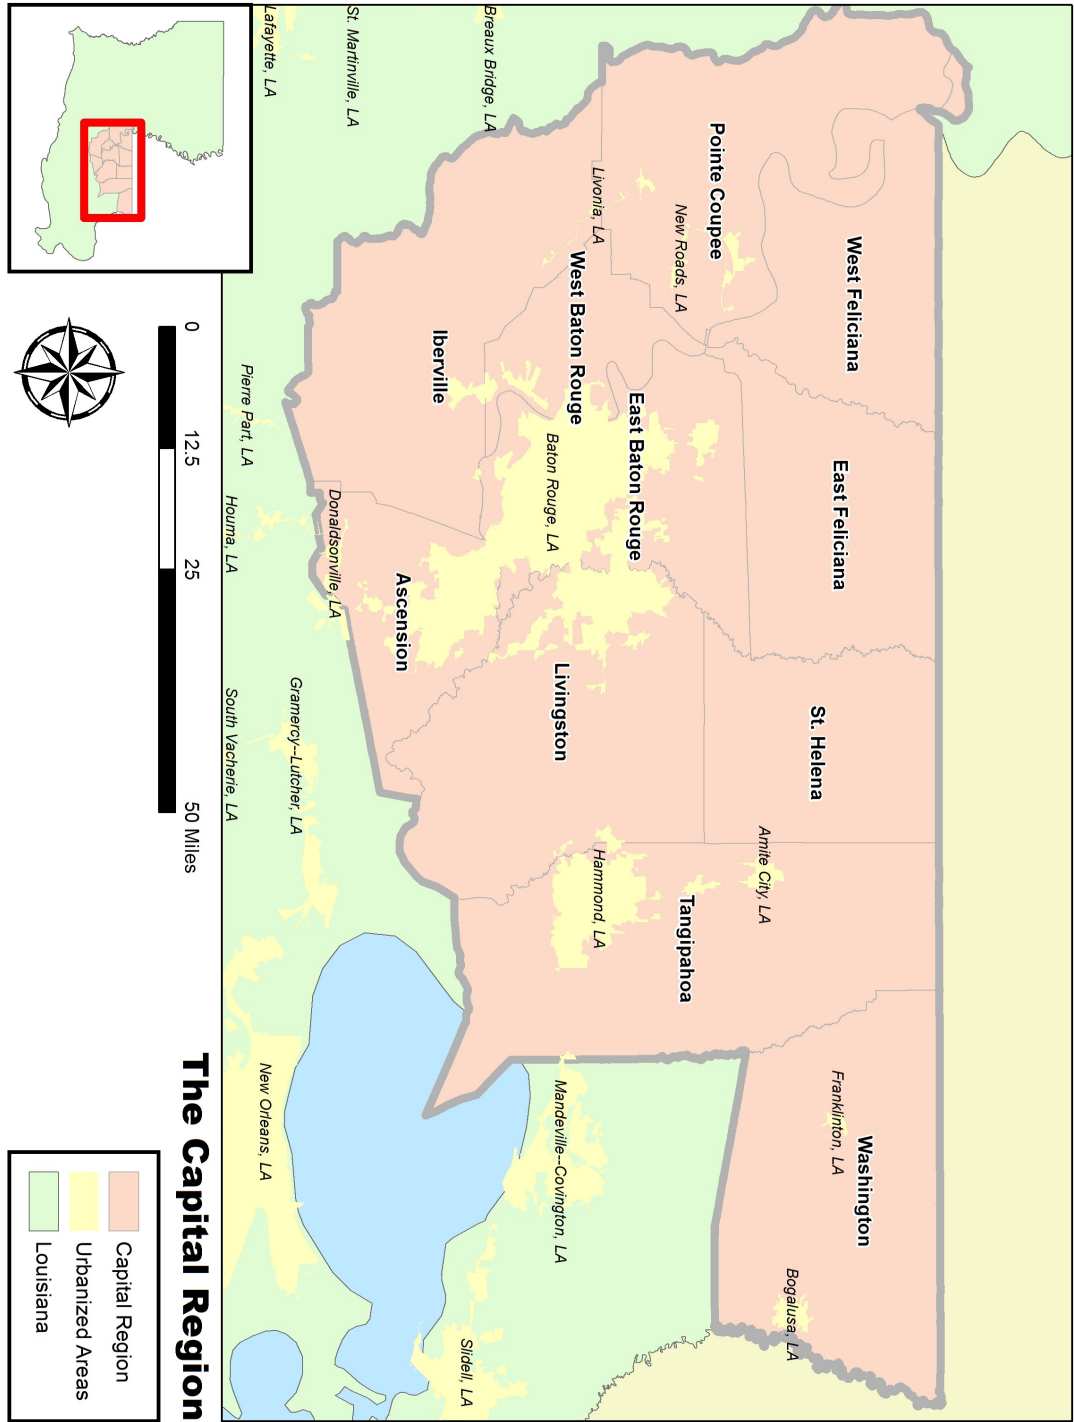 West Feliciana
East Feliciana
St. Helena
Washington
Franklinton, LA
Bogalusa, LA
Amite City, LA
Pointe Coupee
New Roads, LA
Tangipahoa
East Baton Rouge
Livonia, LA
Hammond, LA
West Baton Rouge
Baton Rouge, LA
Livingston
Mandeville--Covington, LA
Breaux Bridge, LA
Iberville
Slidell, LA
Ascension
St. Martinville, LA
Donaldsonville, LA
Gramercy--Lutcher, LA
Lafayette, LA
New Orleans, LA
Pierre Part, LA
Houma, LA
South Vacherie, LA
0 12.5 25 50 Miles
The Capital Region
Capital Region
Urbanized Areas
Louisiana